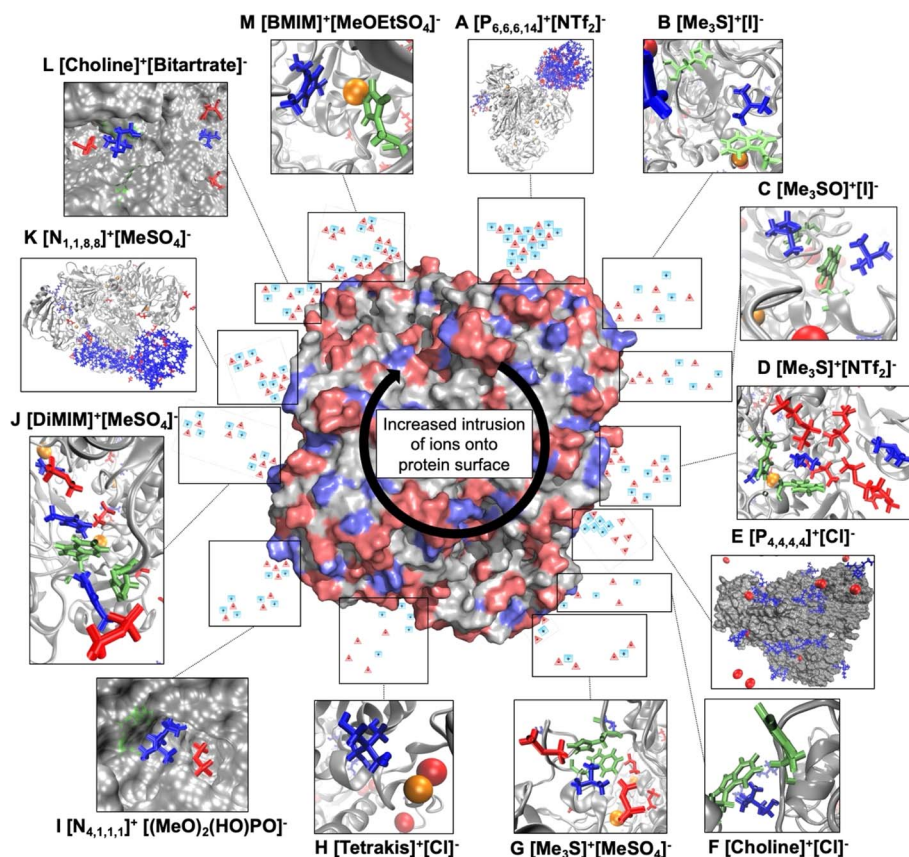 M [BMIM]⁺[MeOEtSO₄]⁻
A [P₆,₆,₆,₁₄]⁺[NTf₂]⁻
B [Me₃S]⁺[I]⁻
L [Choline]⁺[Bitartrate]⁻
C [Me₃SO]⁺[I]⁻
K [N₁,₁,₈,₈]⁺[MeSO₄]⁻
D [Me₃S]⁺[NTf₂]⁻
J [DiMIM]⁺[MeSO₄]⁻
Increased intrusion
of ions onto
protein surface
E [P₄,₄,₄,₄]⁺[Cl]⁻
I [N₄,₁,₁,₁]⁺ [(MeO)₂(HO)PO]⁻
H [Tetrakis]⁺[Cl]⁻
G [Me₃S]⁺[MeSO₄]⁻
F [Choline]⁺[Cl]⁻